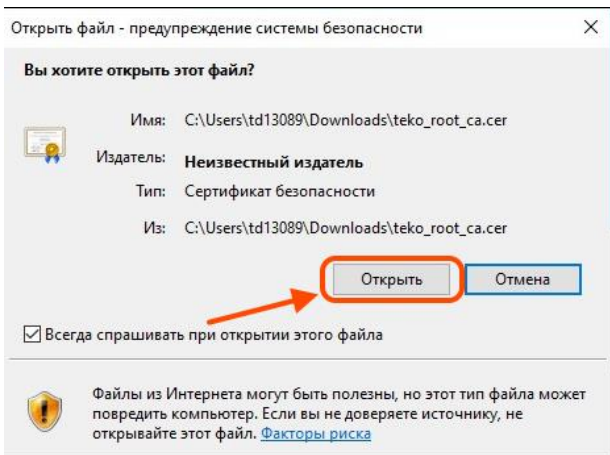 Открыть файл - предупреждение системы безопасности
Вы хотите открыть этот файл?
Имя: C:\Users\td13089\Downloads\teko_root_ca.cer
Издатель: Неизвестный издатель
Тип: Сертификат безопасности
Из: C:\Users\td13089\Downloads\teko_root_ca.cer
Открыть Отмена
Всегда спрашивать при открытии этого файла
Файлы из Интернета могут быть полезны, но этот тип файла может
повредить компьютер. Если вы не доверяете источнику, не
открывайте этот файл. Факторы риска